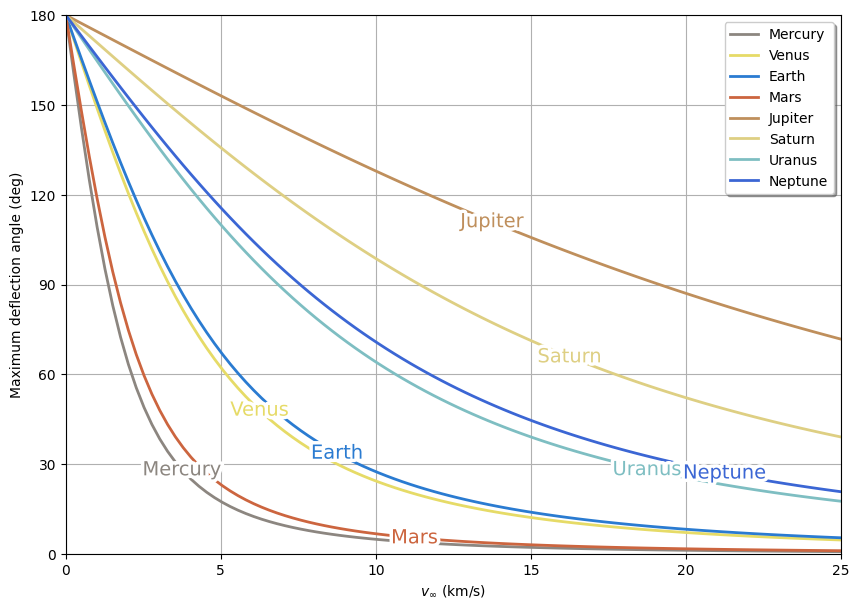 180
150
120
90
60
30
0
Maximum deflection angle (deg)
0 5 10 15 20 25
v∞ (km/s)
Mercury
Venus
Earth
Mars
Jupiter
Saturn
Uranus
Neptune
Jupiter
Saturn
Venus
Earth
Mercury
Uranus
Neptune
Mars